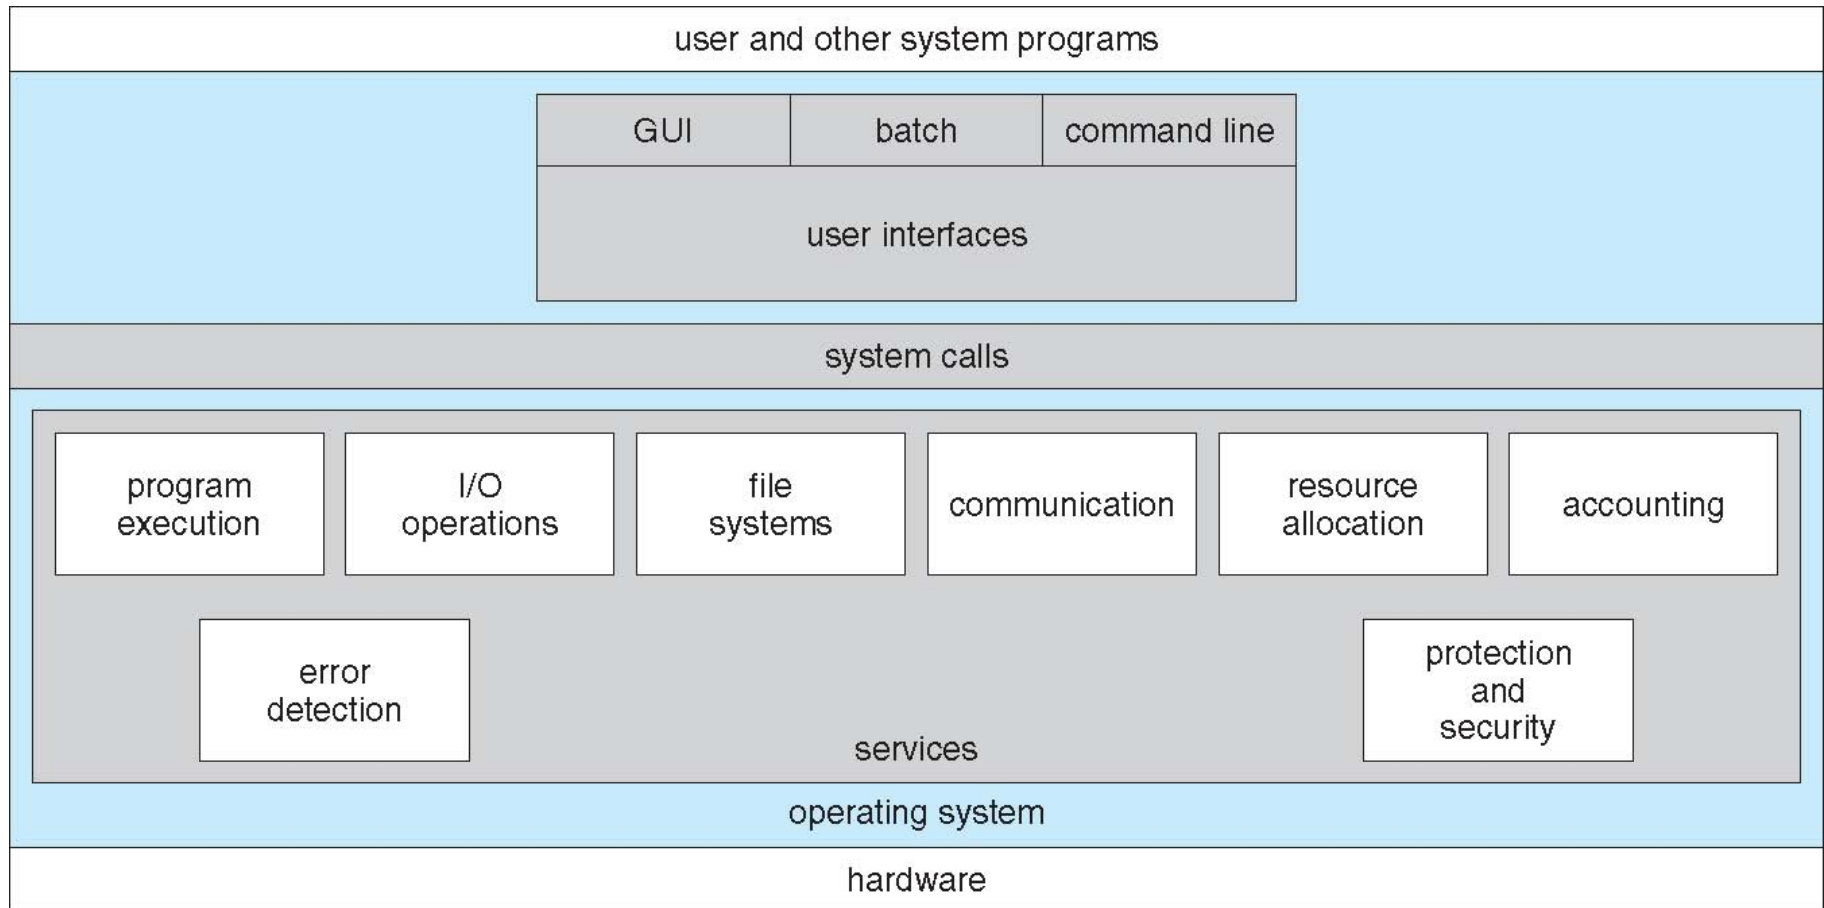 user and other system programs
GUI
batch
command line
user interfaces
system calls
program
execution
I/O
operations
file
systems
communication
resource
allocation
accounting
error
detection
protection
and
security
services
operating system
hardware